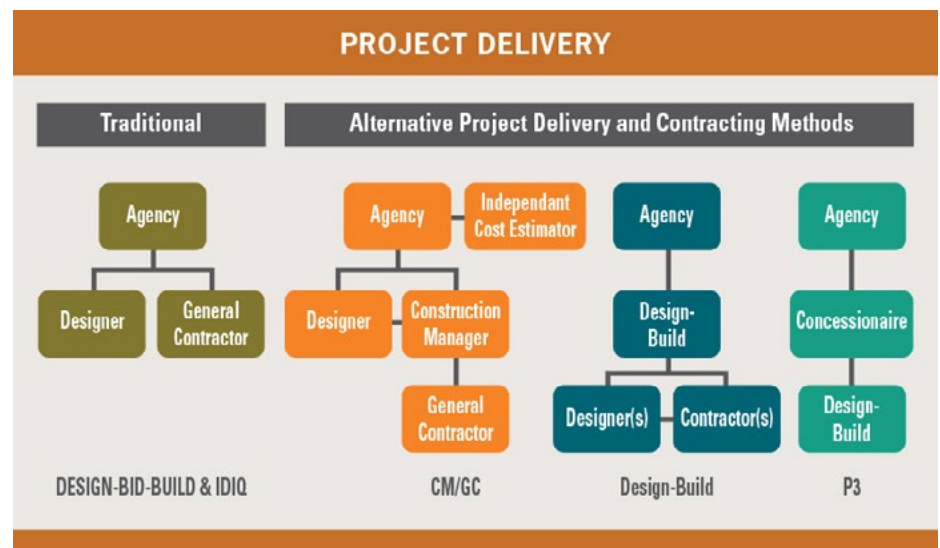 PROJECT DELIVERY
Traditional
Alternative Project Delivery and Contracting Methods
Agency
Designer
General
Contractor
DESIGN-BID-BUILD & IDIQ
Agency
Independant
Cost Estimator
Designer
Construction
Manager
General
Contractor
CM/GC
Agency
Design-
Build
Designer(s)
Contractor(s)
Design-Build
Agency
Concessionaire
Design-
Build
P3